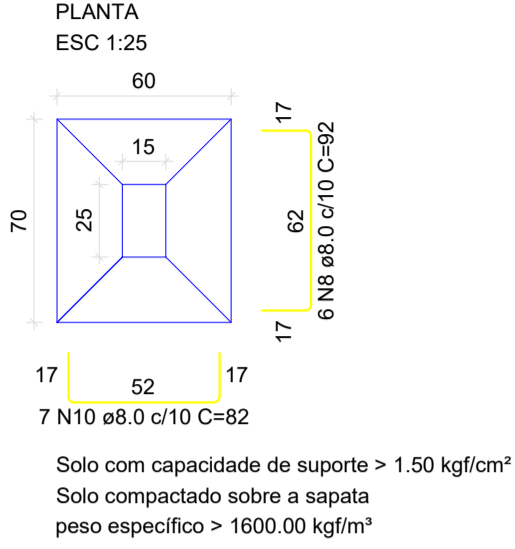 PLANTA
ESC 1:25
60
17
15
70
25
62
6 N8 ø8.0 c/10 C=92
17
17
52
17
7 N10 ø8.0 c/10 C=82
Solo com capacidade de suporte > 1.50 kgf/cm²
Solo compactado sobre a sapata
peso específico > 1600.00 kgf/m³